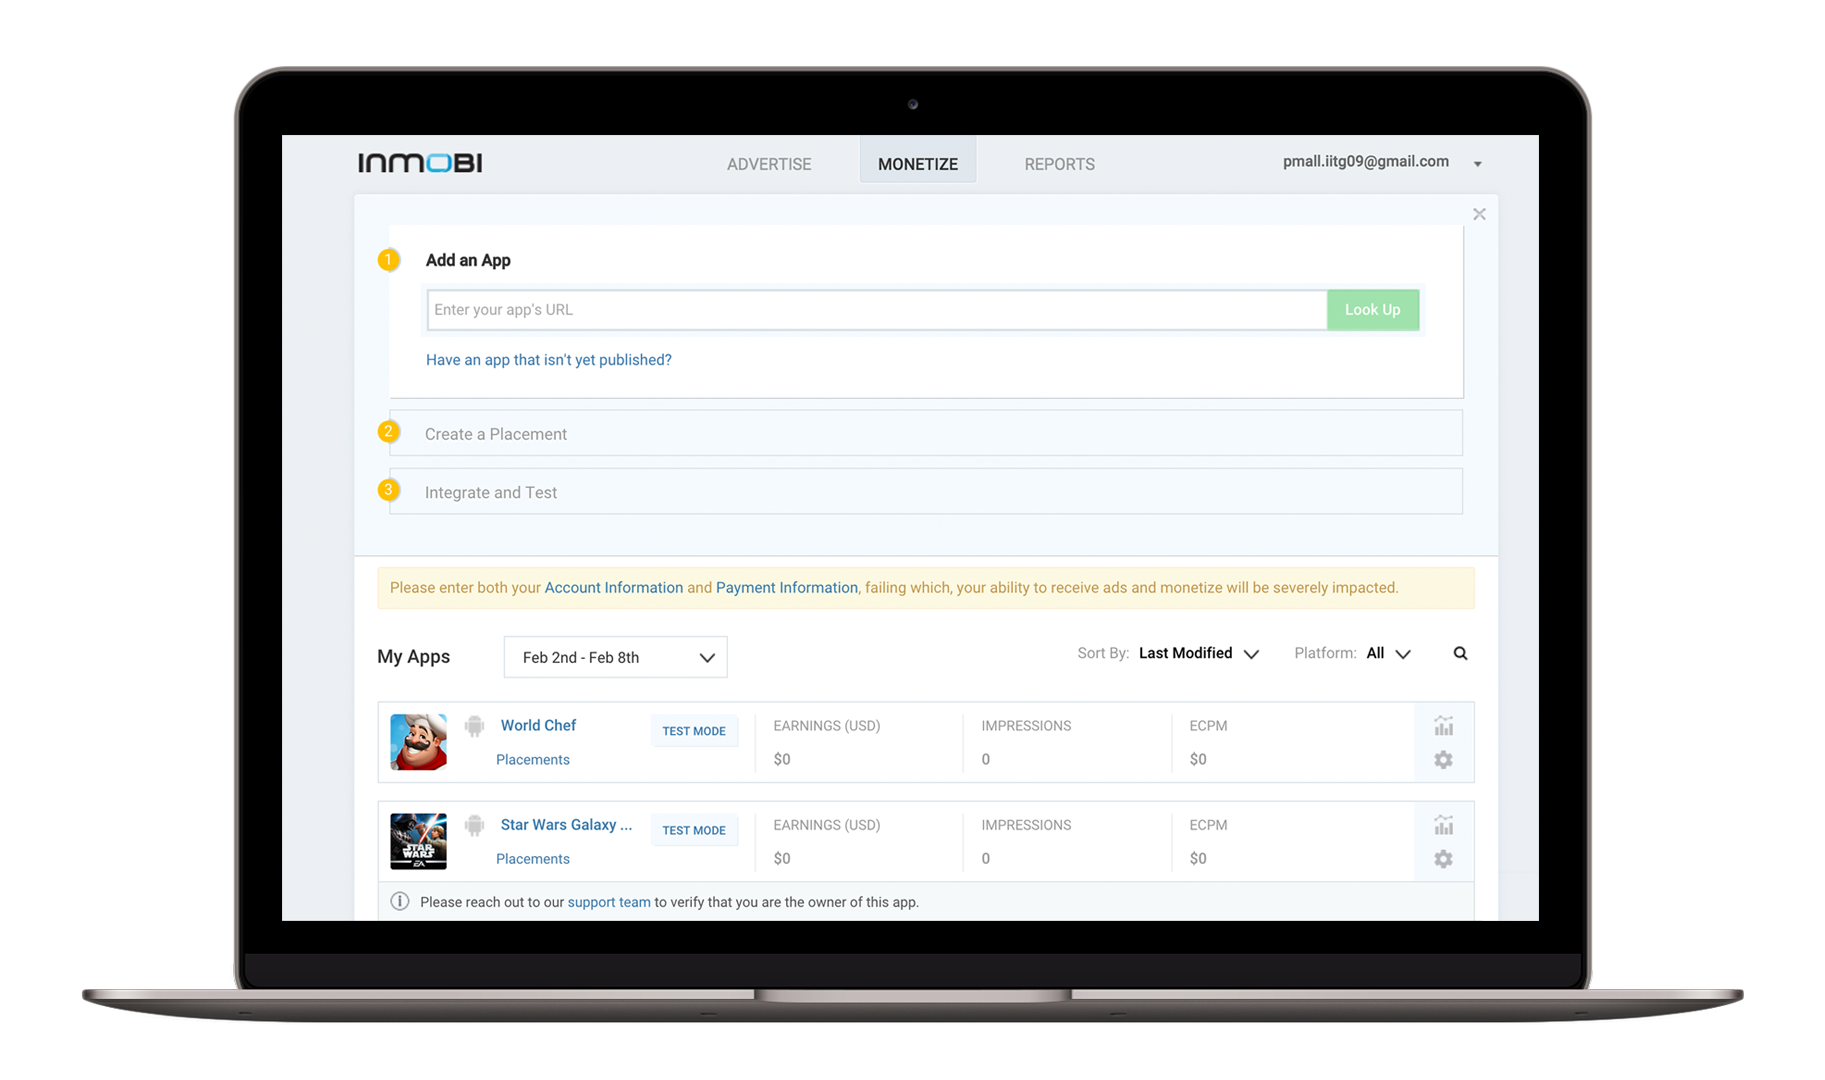 INMOBI
ADVERTISE
MONETIZE
REPORTS
pmall.iitg09@gmail.com
1
Add an App
Enter your app's URL
Look Up
Have an app that isn't yet published?
2
Create a Placement
3
Integrate and Test
Please enter both your Account Information and Payment Information, failing which, your ability to receive ads and monetize will be severely impacted.
My Apps
Feb 2nd - Feb 8th
Sort By: Last Modified
Platform: All
World Chef
Placements
TEST MODE
EARNINGS (USD)
$0
IMPRESSIONS
0
ECPM
$0
STAR WARS
EA
Star Wars Galaxy ...
Placements
TEST MODE
EARNINGS (USD)
$0
IMPRESSIONS
0
ECPM
$0
Please reach out to our support team to verify that you are the owner of this app.